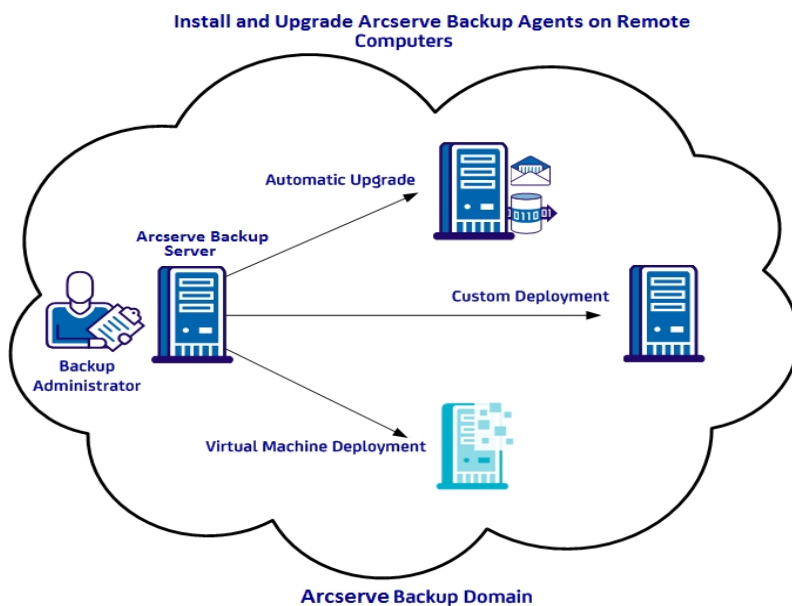 Install and Upgrade Arcserve Backup Agents on Remote
Computers
Automatic Upgrade
0110
Arcserve Backup
Server
Custom Deployment
Backup
Administrator
Virtual Machine Deployment
Arcserve Backup Domain